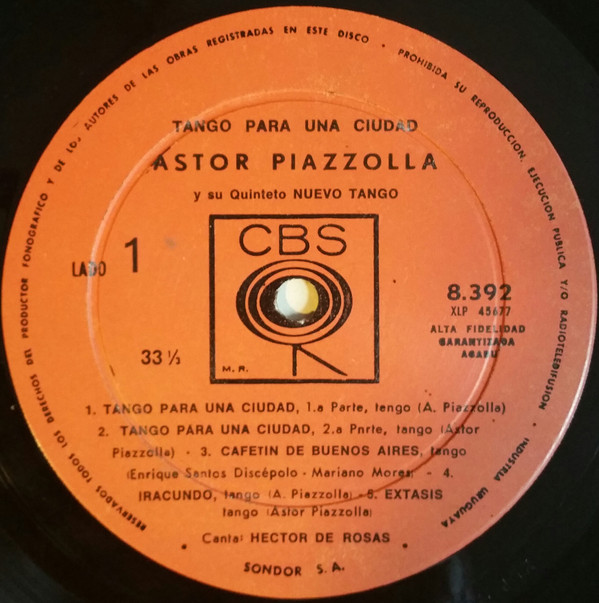 RESERVADOS TODOS LOS DERECHOS DEL PRODUCTOR FONOGRAFICO Y DE LOS AUTORES DE LAS OBRAS REGISTRADAS EN ESTE DISCO • PROHIBIDA SU REPRODUCCION, EJECUCION PUBLICA Y/O RADIOTELEDIFUSION • INDUSTRIA URUGUAYA
TANGO PARA UNA CIUDAD
ASTOR PIAZZOLLA
y su Quinteto NUEVO TANGO
CBS
LADO 1
8.392
XLP 45677
ALTA FIDELIDAD
GARANTIZADA
AGAPU
33⅓
M. R.
1. TANGO PARA UNA CIUDAD, 1.a Parte, tango (A. Piazzolla)
2. TANGO PARA UNA CIUDAD, 2.a Pnrte, tango (Astor
Piazzolla) - 3. CAFETIN DE BUENOS AIRES, tango
(Enrique Santos Discépolo - Mariano Mores) - 4.
IRACUNDO, tango (A. Piazzolla) - 5. EXTASIS
tango (Astor Piazzolla)
• Canta: HECTOR DE ROSAS •
SONDOR S.A.